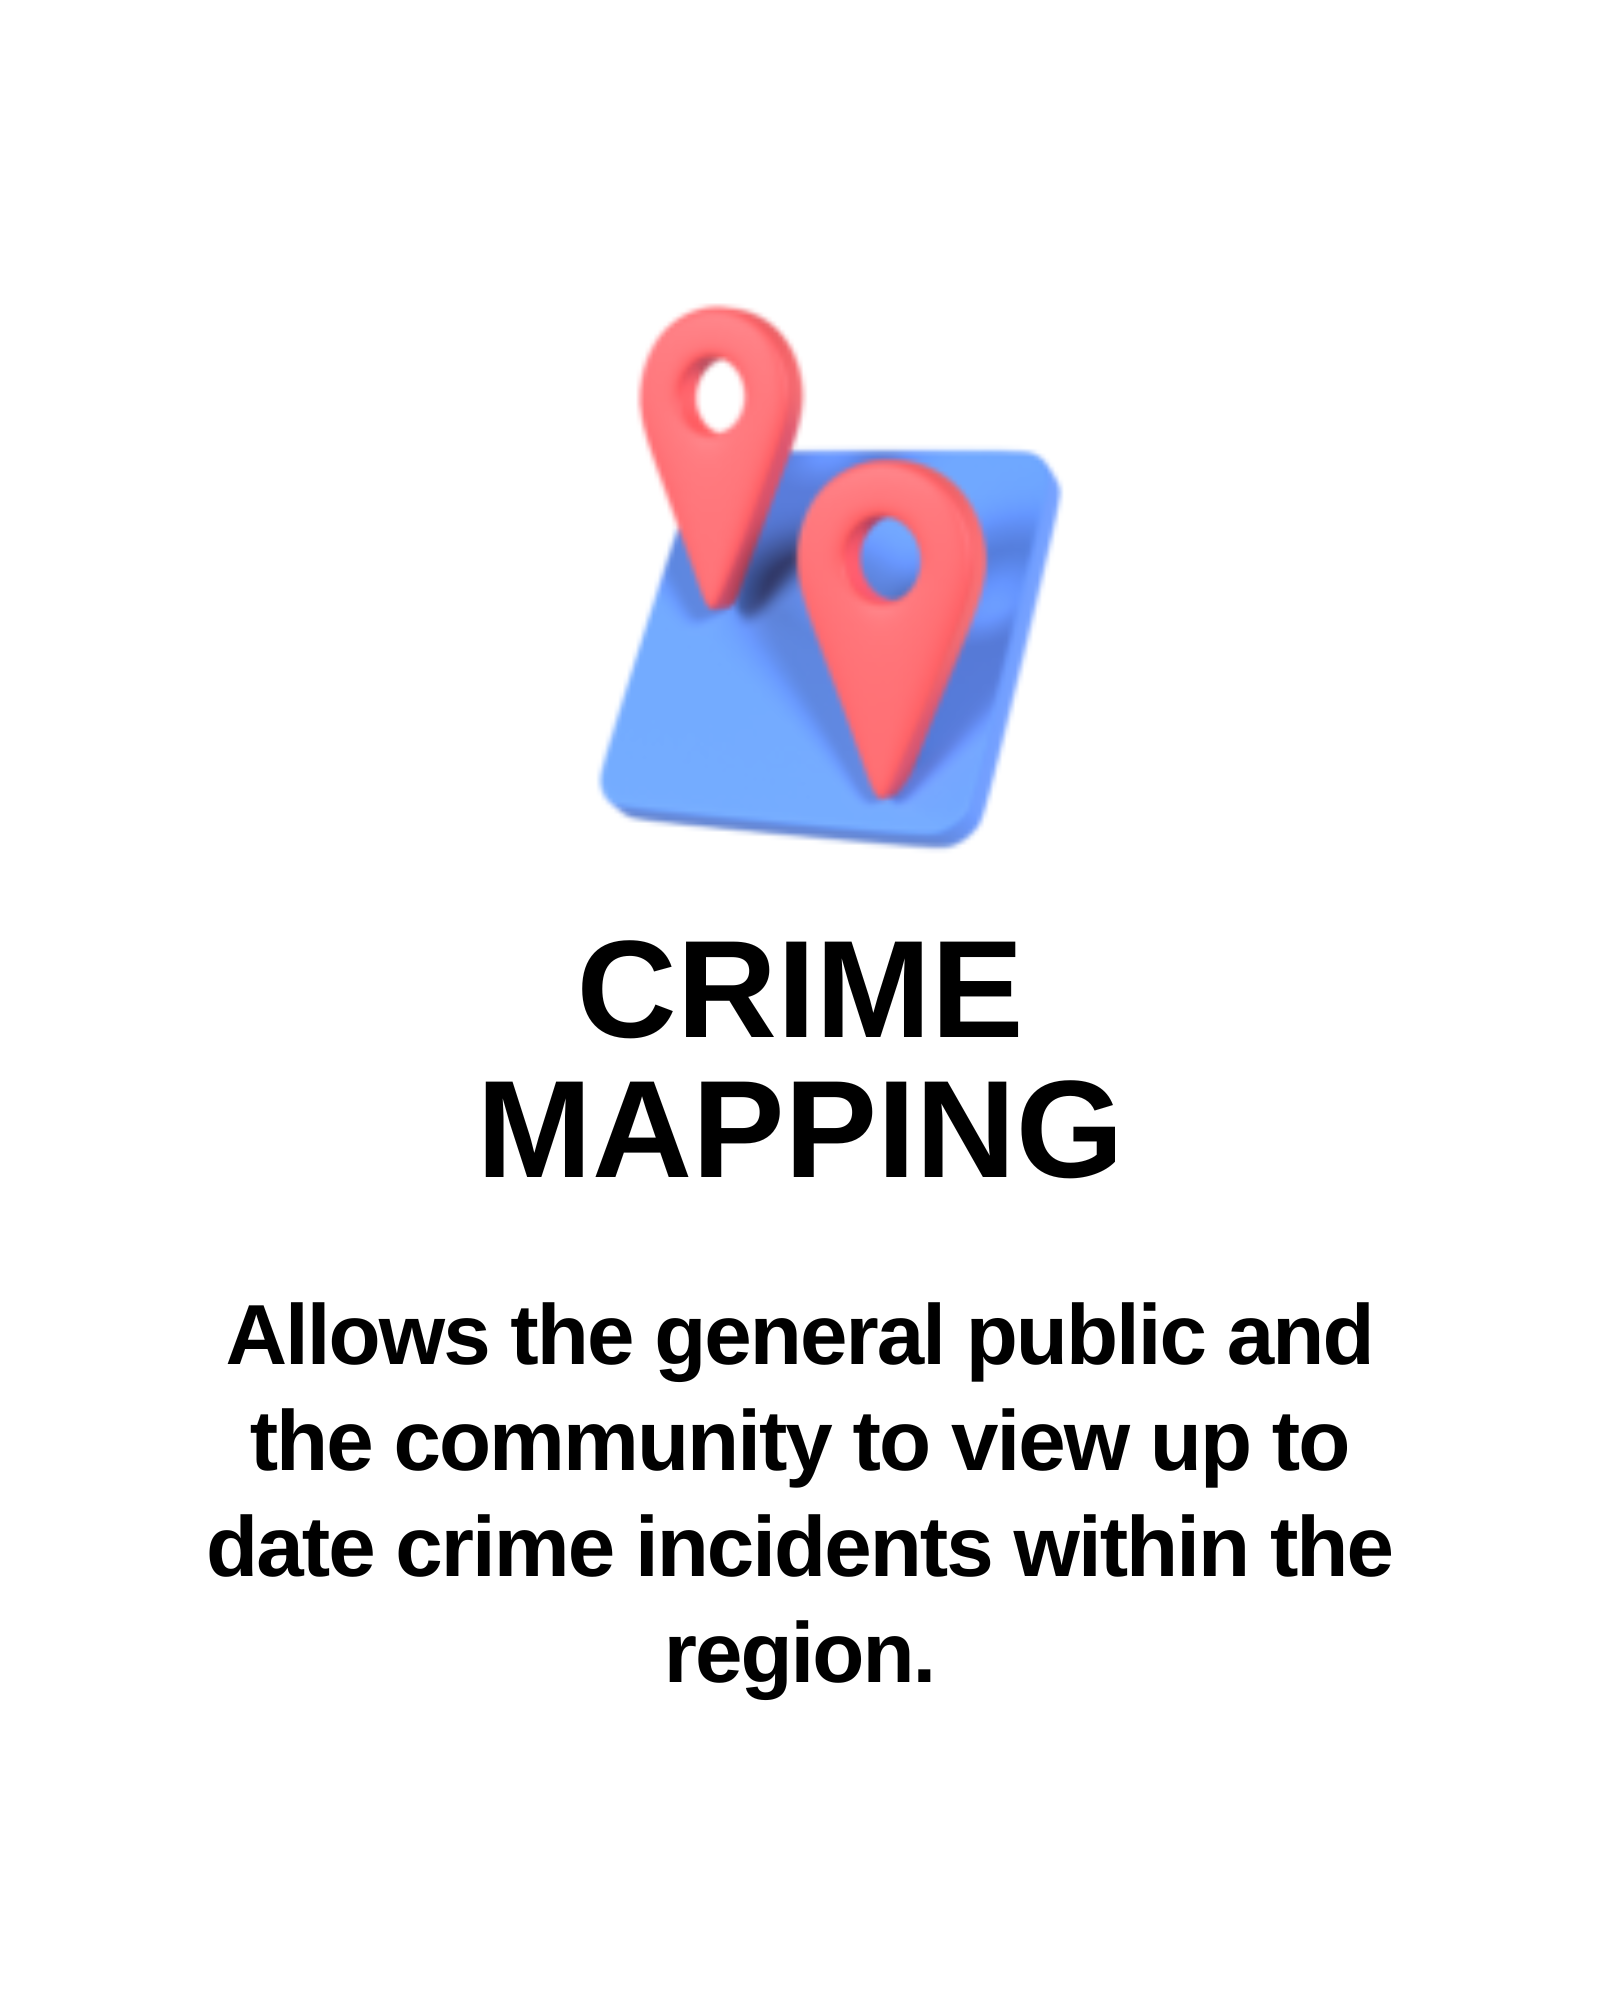 CRIME
MAPPING
Allows the general public and
the community to view up to
date crime incidents within the
region.